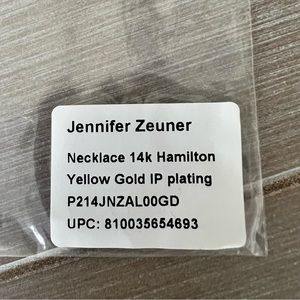 Jennifer Zeuner
Necklace 14k Hamilton
Yellow Gold IP plating
P214JNZAL00GD
UPC: 810035654693